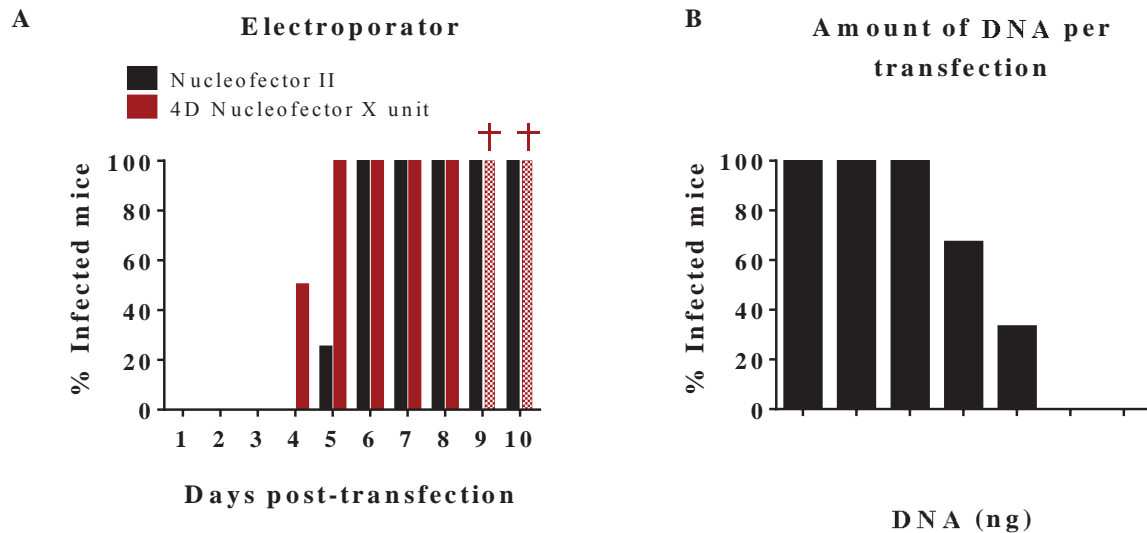 A
Electroporator
Nucleofector II
4D Nucleofector X unit
% Infected mice
100
80
60
40
20
0
1 2 3 4 5 6 7 8 9 10
Days post-transfection
B
Amount of DNA per
transfection
% Infected mice
100
80
60
40
20
0
DNA (ng)